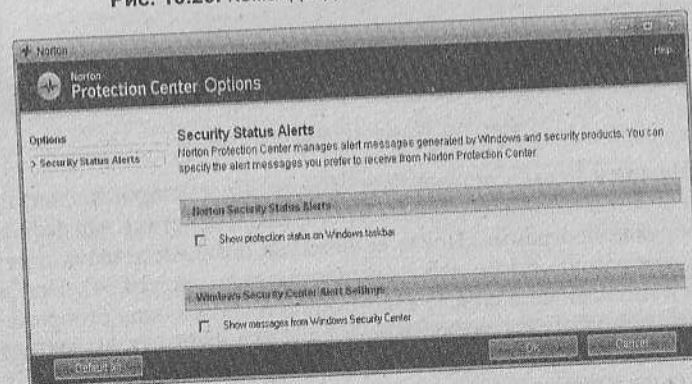 Рис.
Norton
Help
Norton
Protection Center Options
Options
> Security Status Alerts
Security Status Alerts
Norton Protection Center manages alert messages generated by Windows and security products. You can
specify the alert messages you prefer to receive from Norton Protection Center
Norton Security Status Alerts
Show protection status on Windows taskbar
Windows Security Center Alert Settings
Show messages from Windows Security Center
Default All
OK
Cancel